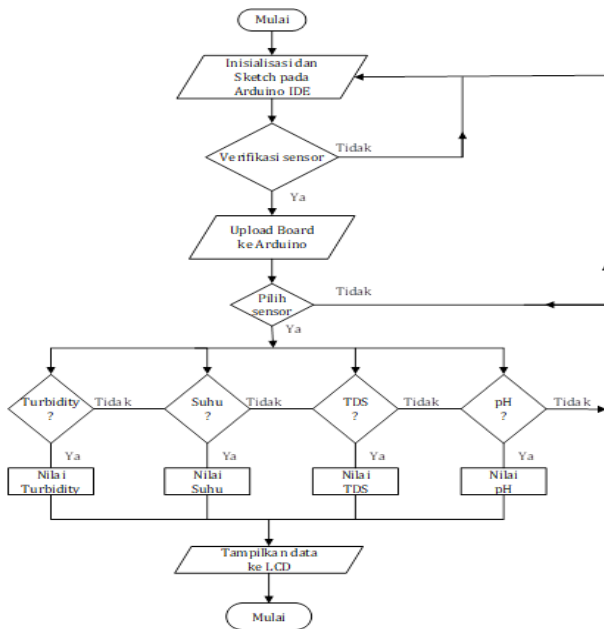 Mulai
Inisialisasi dan
Sketch pada
Arduino IDE
Verifikasi sensor
Tidak
Ya
Upload Board
ke Arduino
Pilih
sensor
Tidak
Ya
Turbidity
?
Tidak
Suhu
?
Tidak
TDS
?
Tidak
pH
?
Tidak
Ya
Ya
Ya
Ya
Nilai
Turbidity
Nilai
Suhu
Nilai
TDS
Nilai
pH
Tampilkan data
ke LCD
Mulai